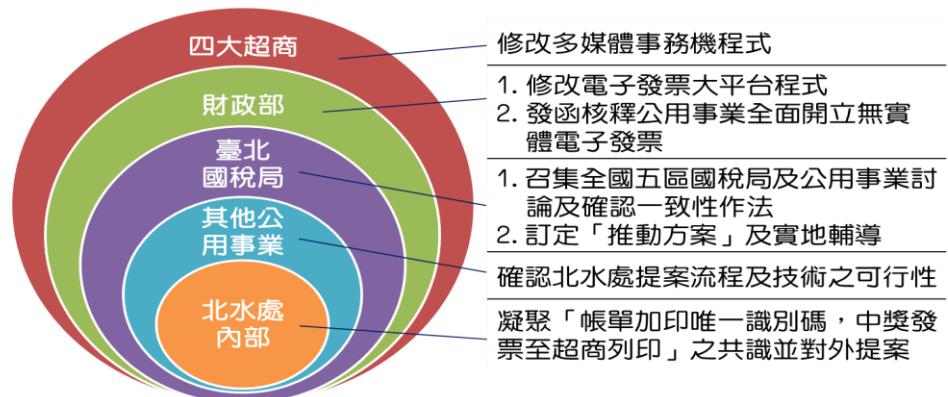 四大超商
修改多媒體事務機程式
財政部
1. 修改電子發票大平台程式
2. 發函核釋公用事業全面開立無實
體電子發票
臺北
國稅局
1. 召集全國五區國稅局及公用事業討
論及確認一致性作法
2. 訂定「推動方案」及實地輔導
其他公
用事業
確認北水處提案流程及技術之可行性
北水處
內部
凝聚「帳單加印唯一識別碼，中獎發
票至超商列印」之共識並對外提案